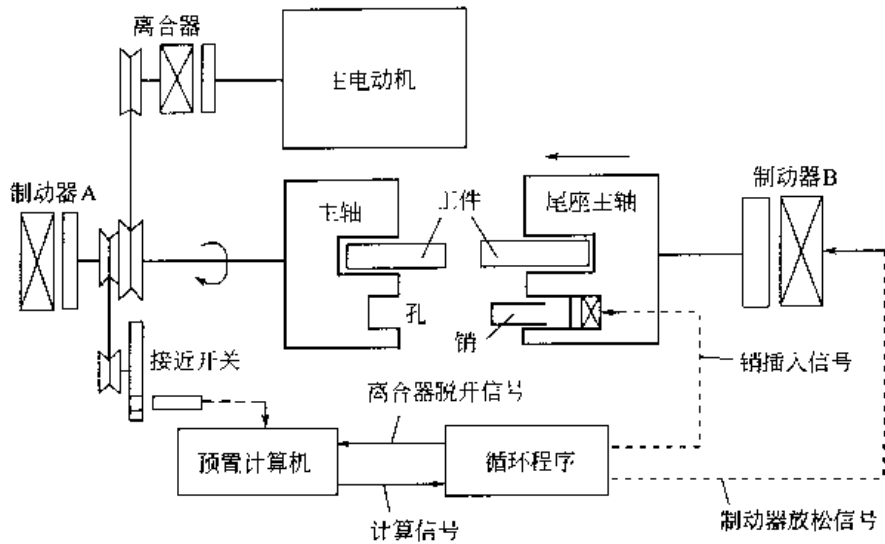 离合器
主电动机
制动器A
主轴
工件
尾座主轴
制动器B
孔
销
接近开关
销插入信号
离合器脱开信号
预置计算机
循环程序
计算信号
制动器放松信号